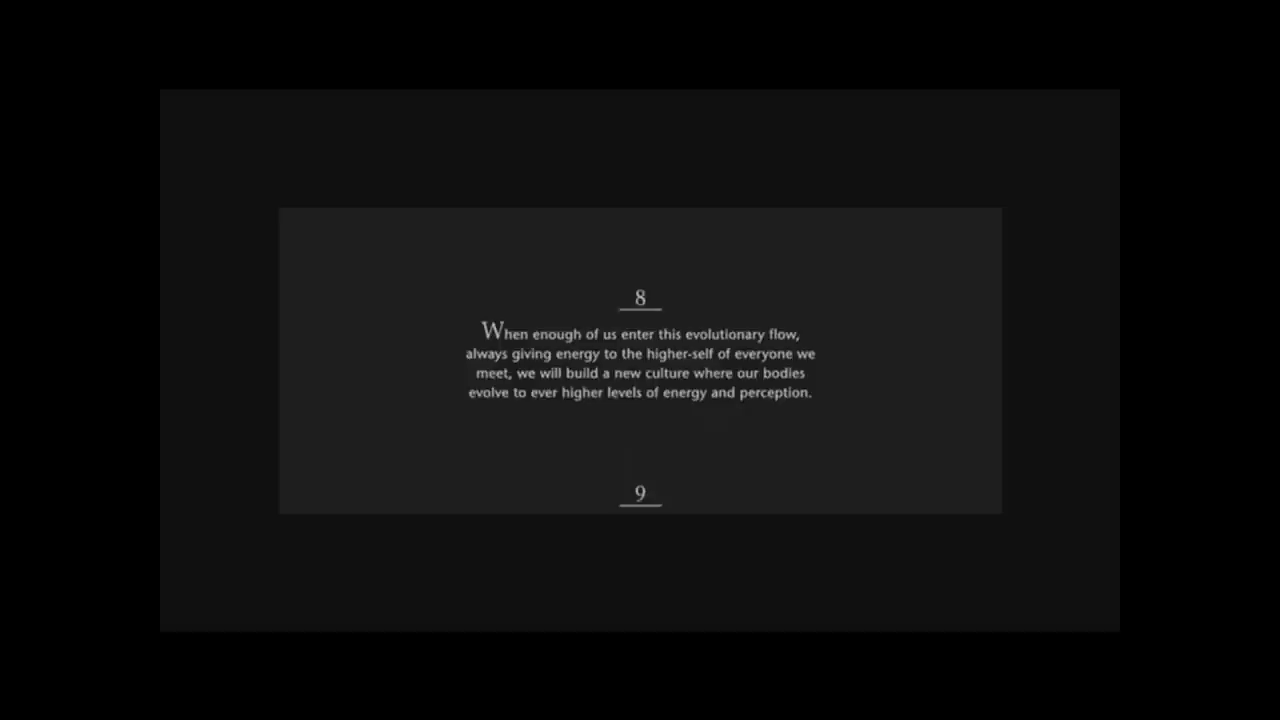 8
When enough of us enter this evolutionary flow,
always giving energy to the higher-self of everyone we
meet, we will build a new culture where our bodies
evolve to ever higher levels of energy and perception.
9